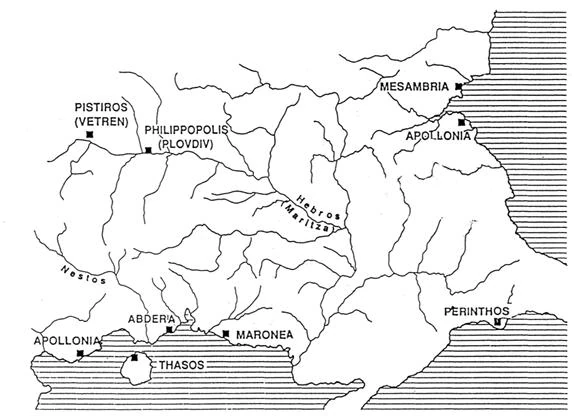 MESAMBRIA
PISTIROS
(VETREN)
PHILIPPOPOLIS
(PLOVDIV)
APOLLONIA
Hebros
(Maritza)
Nestos
ABDERA
MARONEA
PERINTHOS
APOLLONIA
THASOS